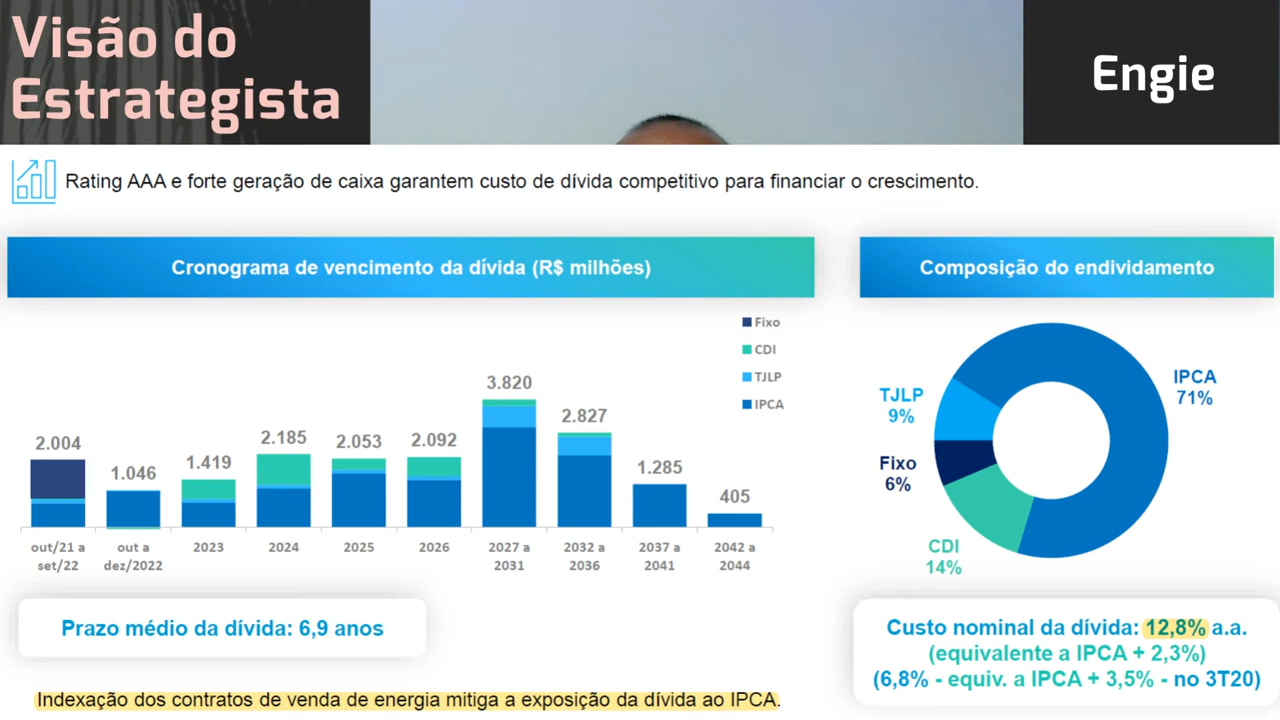 Visão do
Estrategista
Engie
Rating AAA e forte geração de caixa garantem custo de dívida competitivo para financiar o crescimento.
Cronograma de vencimento da dívida (R$ milhões)
Composição do endividamento
Fixo
CDI
TJLP
IPCA
2.004
1.046
1.419
2.185
2.053
2.092
3.820
2.827
1.285
405
out/21 a
set/22
out a
dez/2022
2023
2024
2025
2026
2027 a
2031
2032 a
2036
2037 a
2041
2042 a
2044
IPCA
71%
TJLP
9%
Fixo
6%
CDI
14%
Prazo médio da dívida: 6,9 anos
Custo nominal da dívida: 12,8% a.a.
(equivalente a IPCA + 2,3%)
(6,8% - equiv. a IPCA + 3,5% - no 3T20)
Indexação dos contratos de venda de energia mitiga a exposição da dívida ao IPCA.